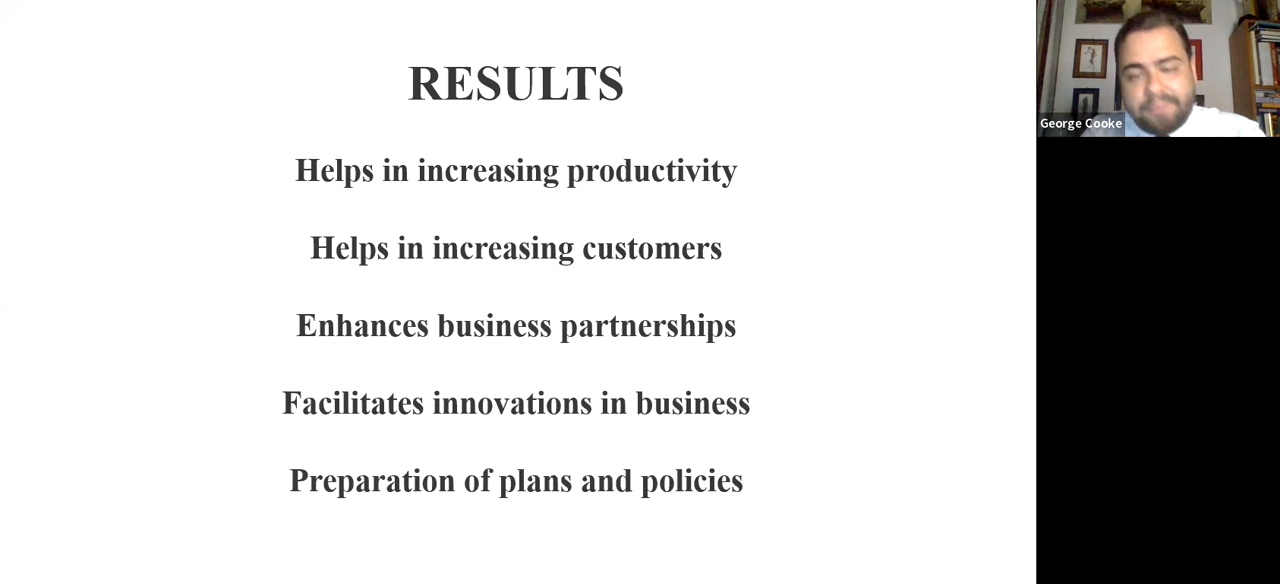 RESULTS
Helps in increasing productivity
Helps in increasing customers
Enhances business partnerships
Facilitates innovations in business
Preparation of plans and policies
George Cooke